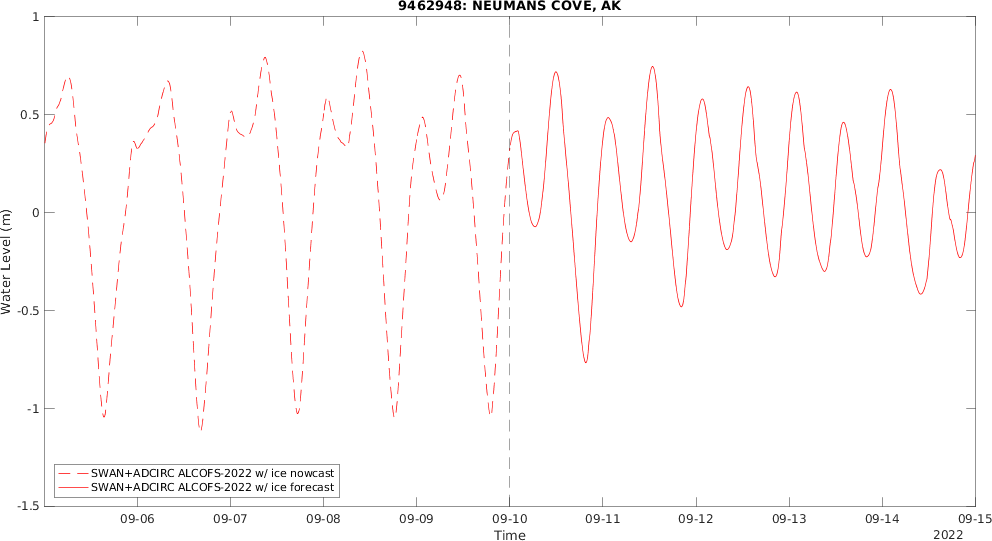 9462948: NEUMANS COVE, AK
1
0.5
0
-0.5
-1
-1.5
Water Level (m)
SWAN+ADCIRC ALCOFS-2022 w/ ice nowcast
SWAN+ADCIRC ALCOFS-2022 w/ ice forecast
09-06 09-07 09-08 09-09 09-10 09-11 09-12 09-13 09-14 09-15
Time
2022